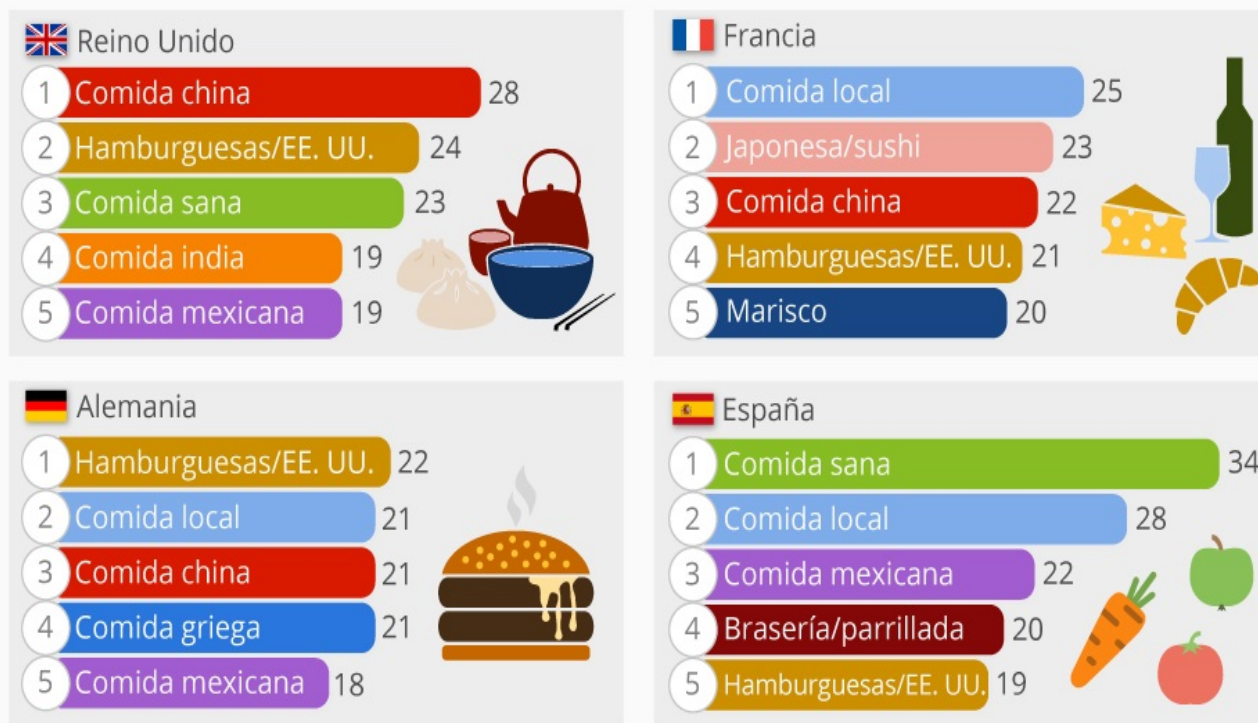 Reino Unido
1 Comida china 28
2 Hamburguesas/EE. UU. 24
3 Comida sana 23
4 Comida india 19
5 Comida mexicana 19
Francia
1 Comida local 25
2 Japonesa/sushi 23
3 Comida china 22
4 Hamburguesas/EE. UU. 21
5 Marisco 20
Alemania
1 Hamburguesas/EE. UU. 22
2 Comida local 21
3 Comida china 21
4 Comida griega 21
5 Comida mexicana 18
España
1 Comida sana 34
2 Comida local 28
3 Comida mexicana 22
4 Brasería/parrillada 20
5 Hamburguesas/EE. UU. 19